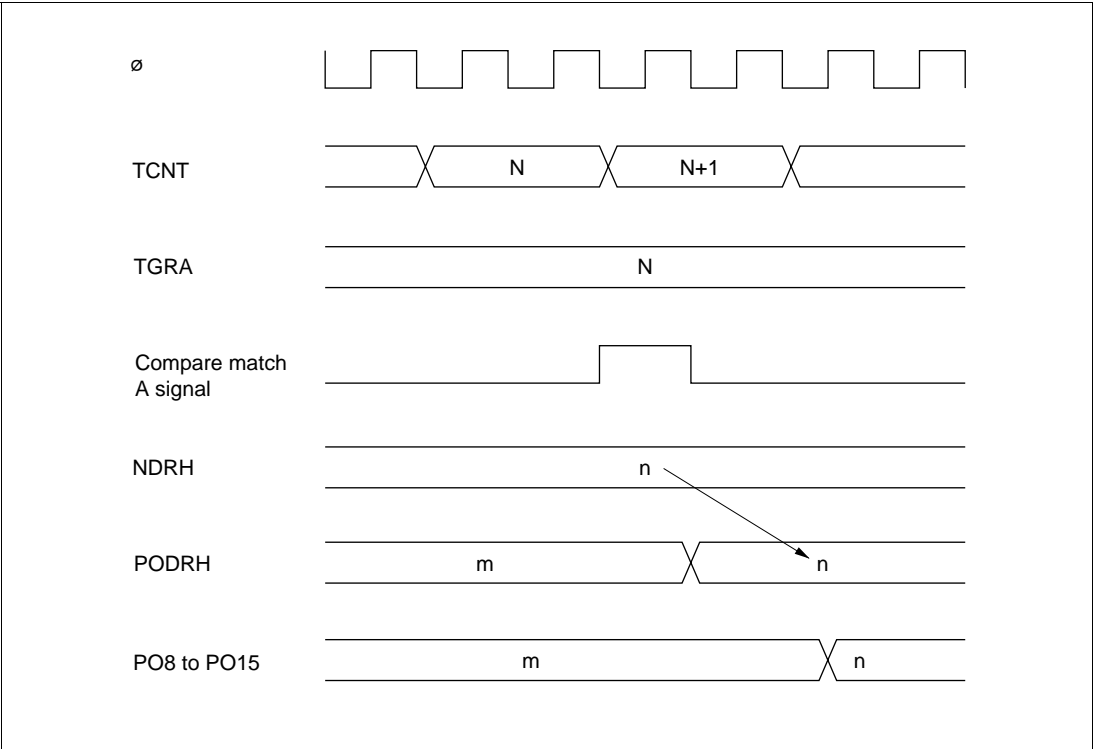 ø
TCNT N N+1
TGRA N
Compare match
A signal
NDRH n
PODRH m n
PO8 to PO15 m n